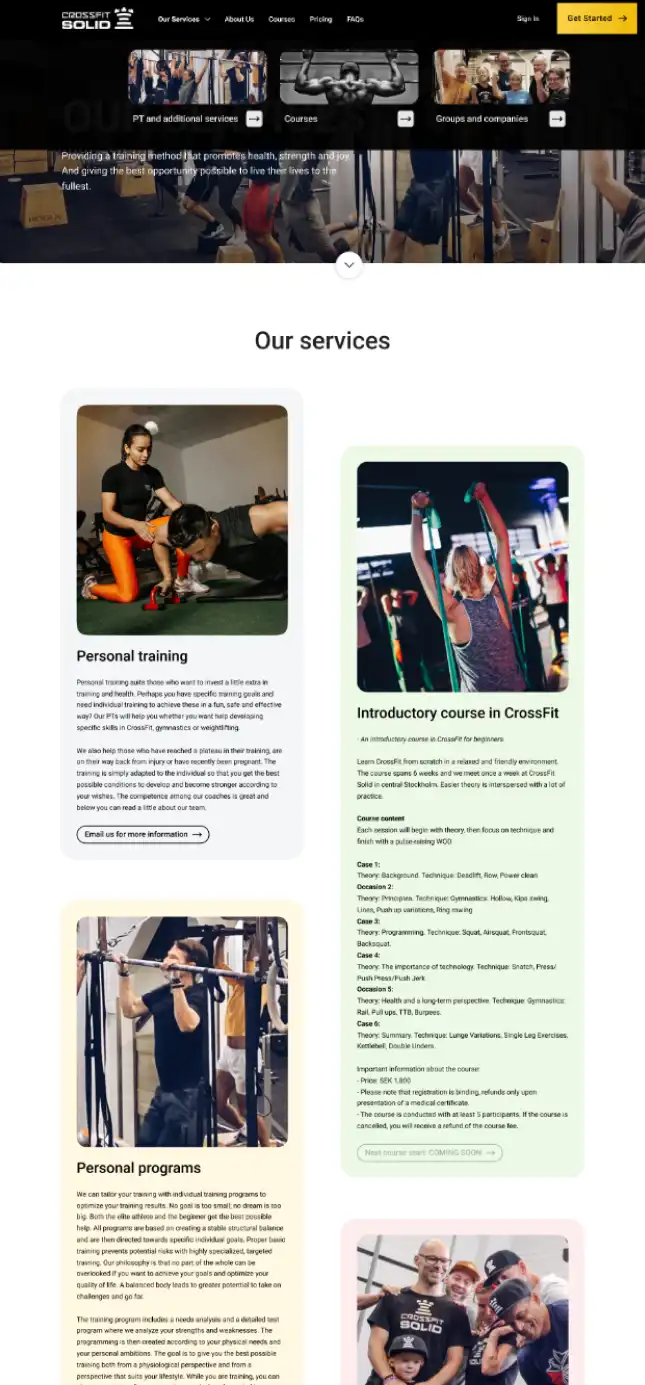 CROSSFIT
SOLID
Our Services
About Us
Courses
Pricing
FAQs
Sign In
Get Started
PT and additional services
Courses
Groups and companies
Providing a training method that promotes health, strength and joy
And giving the best opportunity possible to live their lives to the
fullest.
Our services
Personal training
Personal training suits those who want to invest a little extra in
training and health. Perhaps you have specific training goals and
need individual training to achieve these in a fun, safe and effective
way? Our PTs will help you whether you want help developing
specific skills in CrossFit, gymnastics or weightlifting.
We also help those who have reached a plateau in their training, are
on their way back from injury or have recently been pregnant. The
training is simply adapted to the individual so that you get the best
possible conditions to develop and become stronger according to
your wishes. The competence among our coaches is great and
below you can read a little about our team.
Email us for more information
Introductory course in CrossFit
- An introductory course in CrossFit for beginners.
Learn CrossFit from scratch in a relaxed and friendly environment.
The course spans 6 weeks and we meet once a week at CrossFit
Solid in central Stockholm. Easier theory is interspersed with a lot of
practice.
Course content
Each session will begin with theory, then focus on technique and
finish with a pulse-raising WOD
Case 1:
Theory: Background. Technique: Deadlift, Row, Power clean
Occasion 2:
Theory: Principles. Technique: Gymnastics: Hollow, Kipp swing,
Lines, Push up variations, Ring rowing
Case 3:
Theory: Programming. Technique: Squat, Airsquat, Frontsquat,
Backsquat.
Case 4:
Theory: The importance of technology. Technique: Snatch, Press/
Push Press/Push Jerk
Occasion 5:
Theory: Health and a long-term perspective. Technique: Gymnastics:
Rail, Pull ups, TTB, Burpees.
Case 6:
Theory: Summary. Technique: Lunge Variations, Single Leg Exercises,
Kettlebell, Double Unders.
Important information about the course:
- Price: SEK 1,800
- Please note that registration is binding, refunds only upon
presentation of a medical certificate.
- The course is conducted with at least 5 participants. If the course is
cancelled, you will receive a refund of the course fee.
Next course start: COMING SOON
Personal programs
We can tailor your training with individual training programs to
optimize your training results. No goal is too small; no dream is too
big. Both the elite athlete and the beginner get the best possible
help. All programs are based on creating a stable structural balance
and are then directed towards specific individual goals. Proper basic
training prevents potential risks with highly specialized, targeted
training. Our philosophy is that no part of the whole can be
overlooked if you want to achieve your goals and optimize your
quality of life. A balanced body leads to greater potential to take on
challenges and go far.
The training program includes a needs analysis and a detailed test
program where we analyze your strengths and weaknesses. The
programming is then created according to your physical needs and
your personal ambitions. The goal is to give you the best possible
training both from a physiological perspective and from a
perspective that suits your lifestyle. While you are training, you can
CROSSFIT
SOLID